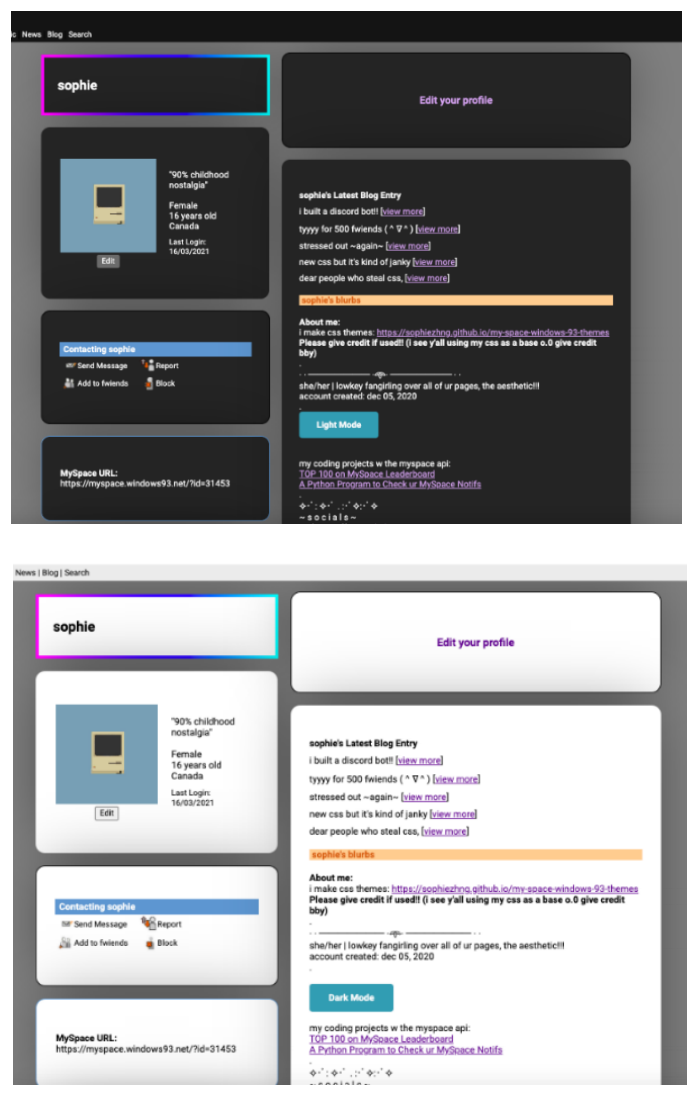 News Blog Search
sophie
Edit your profile
"90% childhood
nostalgia"
Female
16 years old
Canada
Last Login:
16/03/2021
Edit
Contacting sophie
Send Message Report
Add to fwiends Block
MySpace URL:
https://myspace.windows93.net/?id=31453
sophie's Latest Blog Entry
i built a discord bot!! [view more]
tyyyy for 500 fwiends ( ^ ∇ ^ ) [view more]
stressed out ~again~ [view more]
new css but it's kind of janky [view more]
dear people who steal css, [view more]
sophie's blurbs
About me:
i make css themes: https://sophiezhng.github.io/my-space-windows-93-themes
Please give credit if used!! (i see y'all using my css as a base o.0 give credit
bby)
she/her | lowkey fangirling over all of ur pages, the aesthetic!!!
account created: dec 05, 2020
Light Mode
my coding projects w the myspace api:
TOP 100 on MySpace Leaderboard
A Python Program to Check ur MySpace Notifs
~ s o c i a l s ~
News | Blog | Search
sophie
Edit your profile
"90% childhood
nostalgia"
Female
16 years old
Canada
Last Login:
16/03/2021
Edit
Contacting sophie
Send Message Report
Add to fwiends Block
MySpace URL:
https://myspace.windows93.net/?id=31453
sophie's Latest Blog Entry
i built a discord bot!! [view more]
tyyyy for 500 fwiends ( ^ ∇ ^ ) [view more]
stressed out ~again~ [view more]
new css but it's kind of janky [view more]
dear people who steal css, [view more]
sophie's blurbs
About me:
i make css themes: https://sophiezhng.github.io/my-space-windows-93-themes
Please give credit if used!! (i see y'all using my css as a base o.0 give credit
bby)
she/her | lowkey fangirling over all of ur pages, the aesthetic!!!
account created: dec 05, 2020
Dark Mode
my coding projects w the myspace api:
TOP 100 on MySpace Leaderboard
A Python Program to Check ur MySpace Notifs